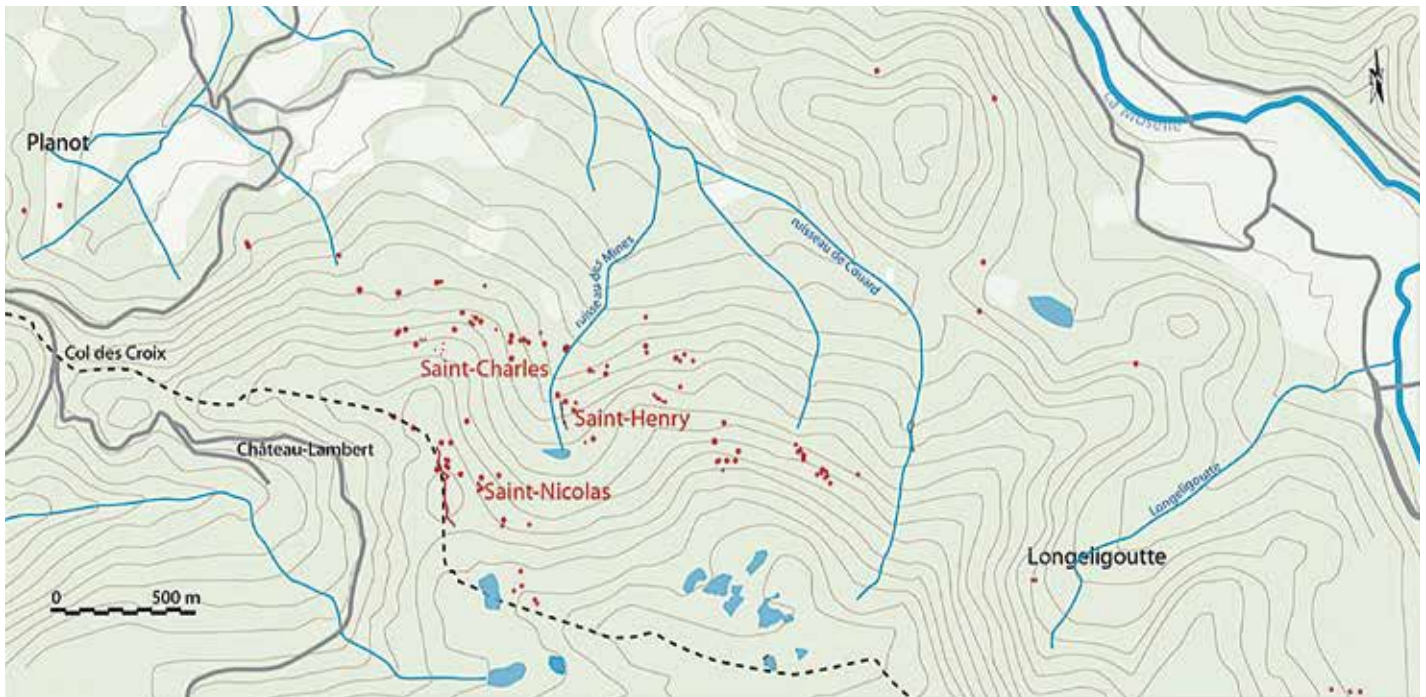 La Moselle
Planot
ruisseau des Mines
ruisseau de Couard
Col des Croix
Saint-Charles
Saint-Henry
Château-Lambert
Saint-Nicolas
Longeligoutte
Longeligoutte
0 500 m